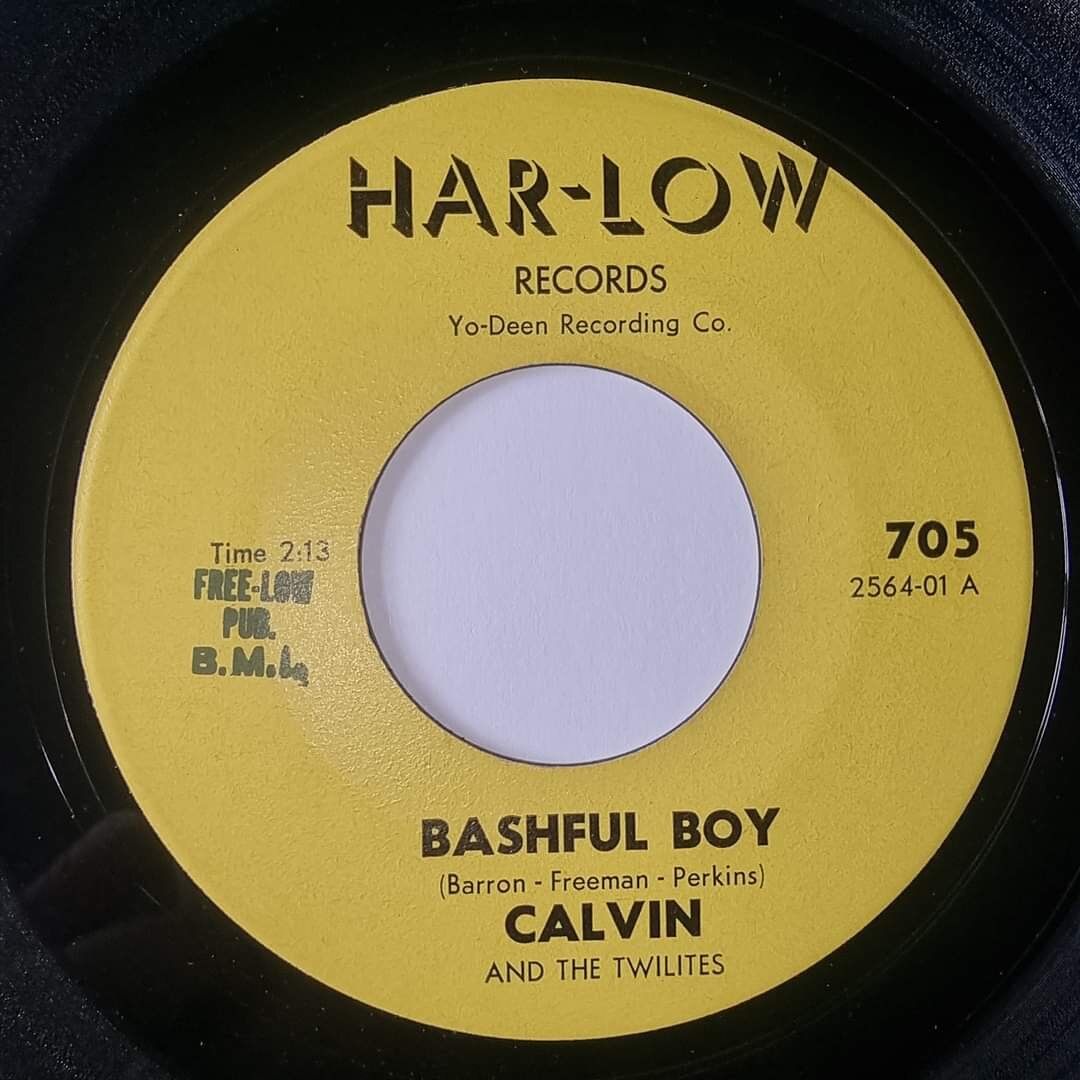 HAR-LOW
RECORDS
Yo-Deen Recording Co.
Time 2:13
FREE-LOW
PUB.
B.M.I.
705
2564-01 A
BASHFUL BOY
(Barron - Freeman - Perkins)
CALVIN
AND THE TWILITES